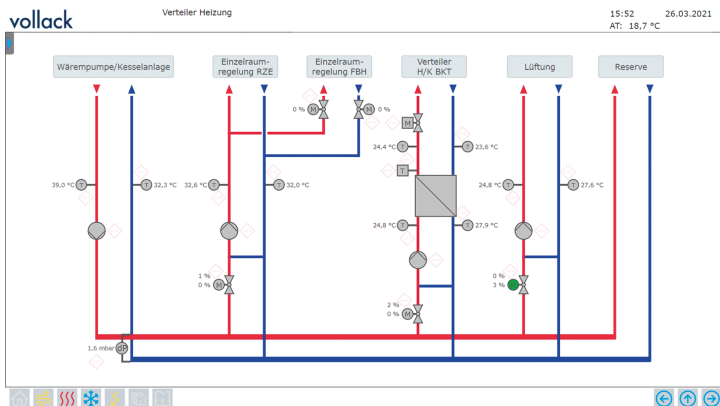 vollack
Verteiler Heizung
15:52 26.03.2021
AT: 18,7 °C
Wärempumpe/Kesselanlage
Einzelraum-
regelung RZE
Einzelraum-
regelung FBH
Verteiler
H/K BKT
Lüftung
Reserve
0 % M M 0 %
M
24,4 °C T T 23,6 °C
T
39,0 °C T T 32,3 °C 32,6 °C T T 32,0 °C 24,8 °C T T 27,6 °C
24,8 °C T T 27,9 °C
1 %
0 % M
0 %
3 %
2 %
0 % M
1,6 mbar dP